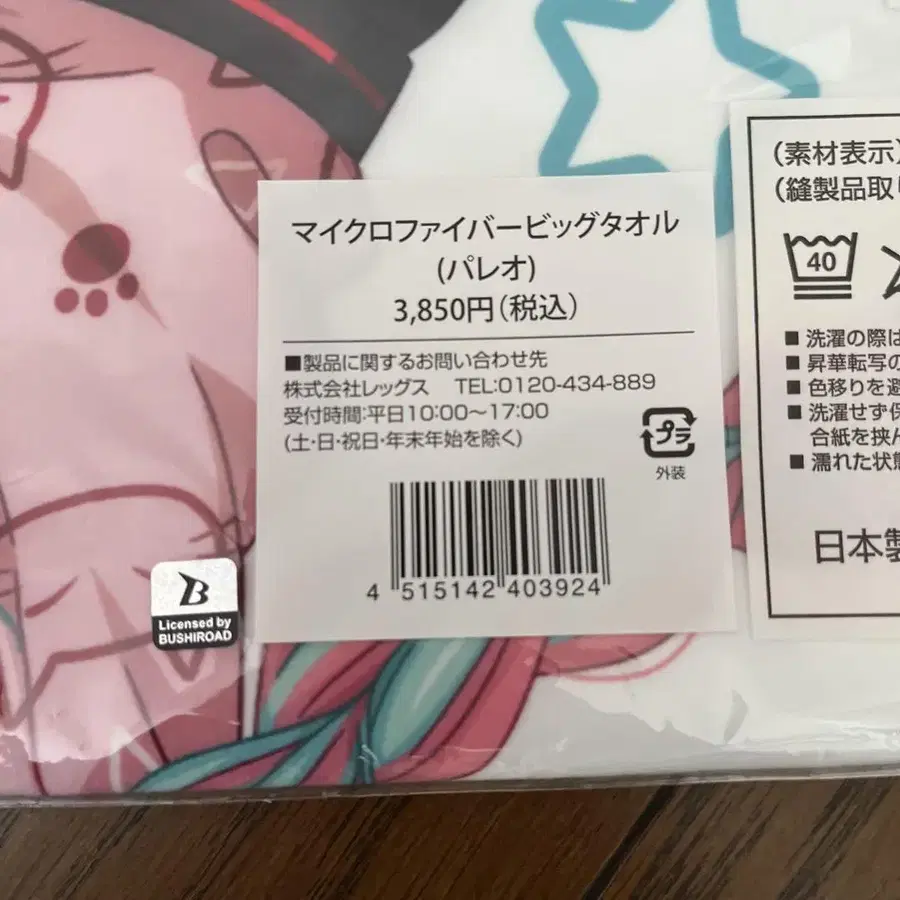 マイクロファイバービッグタオル
(パレオ)
3,850円(税込)
■製品に関するお問い合わせ先
株式会社レッグス TEL:0120-434-889
受付時間:平日10:00～17:00
(土・日・祝日・年末年始を除く)
プラ
外装
4 515142 403924
B
Licensed by
BUSHIROAD
(素材表示)
(縫製品取
40
■洗濯の際は
■昇華転写の
■色移りを避
■洗濯せず保
合紙を挟ん
■濡れた状態
日本製